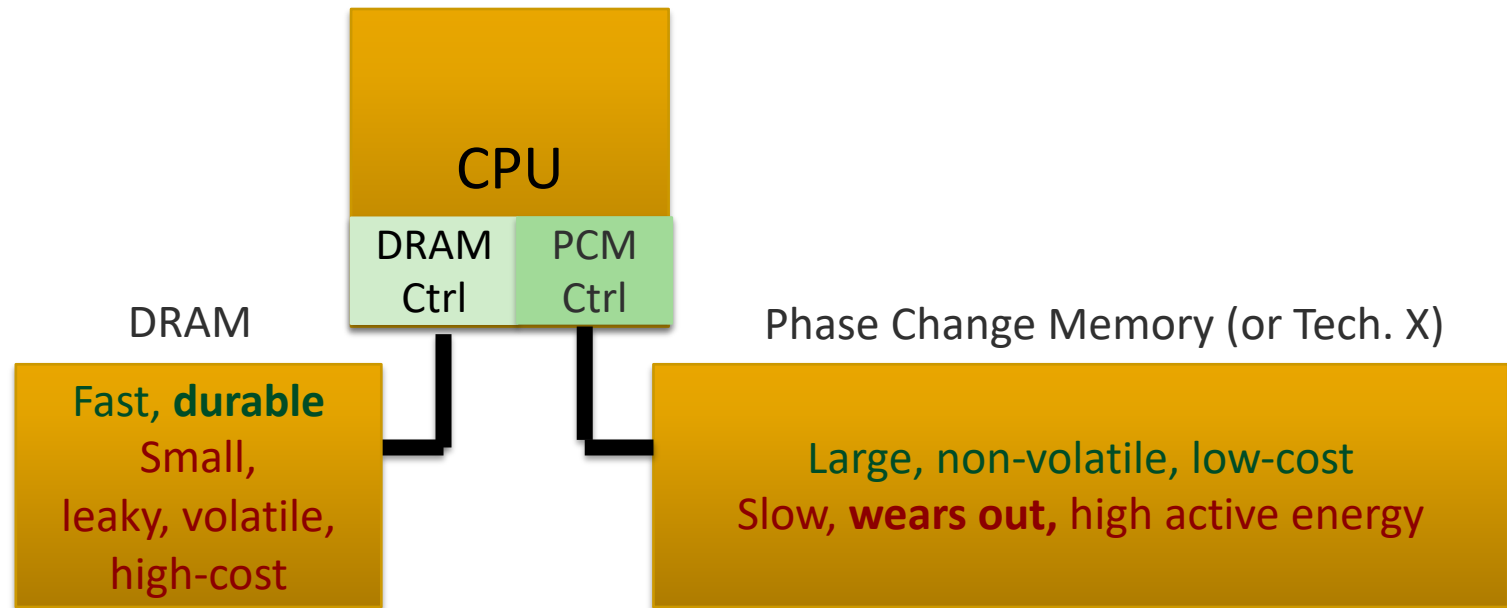 CPU
DRAM
Ctrl
PCM
Ctrl
DRAM
Fast, durable
Small,
leaky, volatile,
high-cost
Phase Change Memory (or Tech. X)
Large, non-volatile, low-cost
Slow, wears out, high active energy